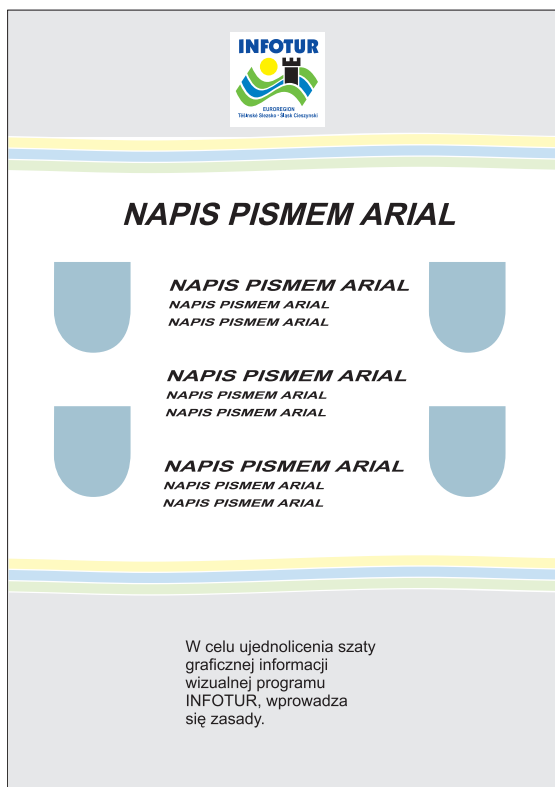 INFOTUR
EUROREGION
Těšínské Slezsko - Śląsk Cieszyński
NAPIS PISMEM ARIAL
NAPIS PISMEM ARIAL
NAPIS PISMEM ARIAL
NAPIS PISMEM ARIAL
NAPIS PISMEM ARIAL
NAPIS PISMEM ARIAL
NAPIS PISMEM ARIAL
NAPIS PISMEM ARIAL
NAPIS PISMEM ARIAL
NAPIS PISMEM ARIAL
W celu ujednolicenia szaty
graficznej informacji
wizualnej programu
INFOTUR, wprowadza
się zasady.